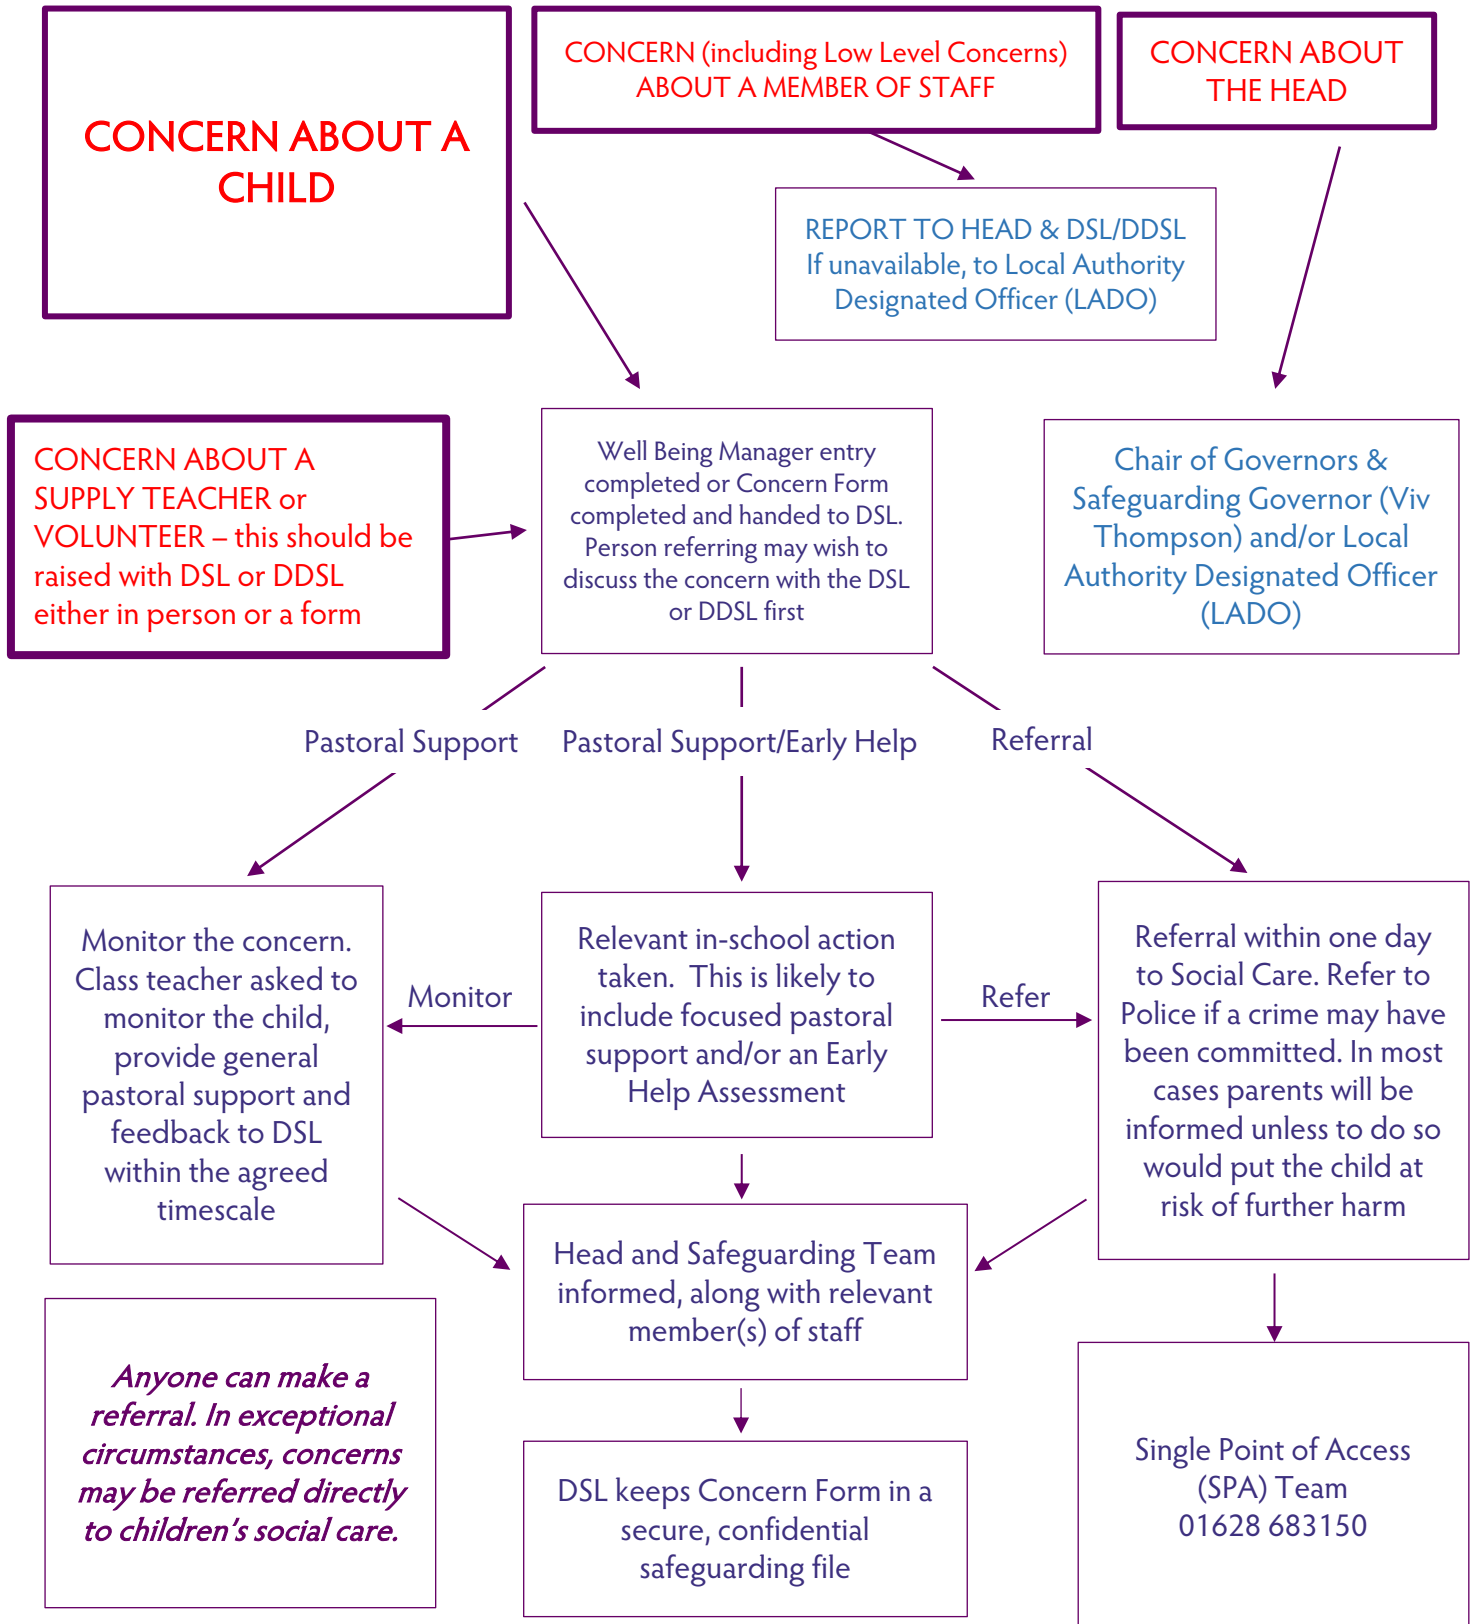 CONCERN ABOUT A
CHILD
CONCERN (including Low Level Concerns)
ABOUT A MEMBER OF STAFF
CONCERN ABOUT
THE HEAD
REPORT TO HEAD & DSL/DDSL
If unavailable, to Local Authority
Designated Officer (LADO)
CONCERN ABOUT A
SUPPLY TEACHER or
VOLUNTEER – this should be
raised with DSL or DDSL
either in person or a form
Well Being Manager entry
completed or Concern Form
completed and handed to DSL.
Person referring may wish to
discuss the concern with the DSL
or DDSL first
Chair of Governors &
Safeguarding Governor (Viv
Thompson) and/or Local
Authority Designated Officer
(LADO)
Pastoral Support
Pastoral Support/Early Help
Referral
Monitor the concern.
Class teacher asked to
monitor the child,
provide general
pastoral support and
feedback to DSL
within the agreed
timescale
Monitor
Relevant in-school action
taken. This is likely to
include focused pastoral
support and/or an Early
Help Assessment
Refer
Referral within one day
to Social Care. Refer to
Police if a crime may have
been committed. In most
cases parents will be
informed unless to do so
would put the child at
risk of further harm
Head and Safeguarding Team
informed, along with relevant
member(s) of staff
Anyone can make a
referral. In exceptional
circumstances, concerns
may be referred directly
to children's social care.
DSL keeps Concern Form in a
secure, confidential
safeguarding file
Single Point of Access
(SPA) Team
01628 683150